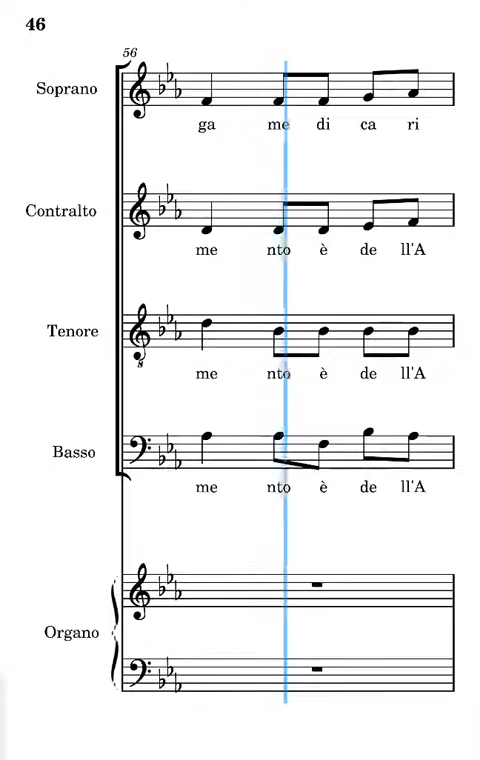 46
56
Soprano
ga me di ca ri
Contralto
me nto è de ll'A
Tenore
8
me nto è de ll'A
Basso
me nto è de ll'A
Organo